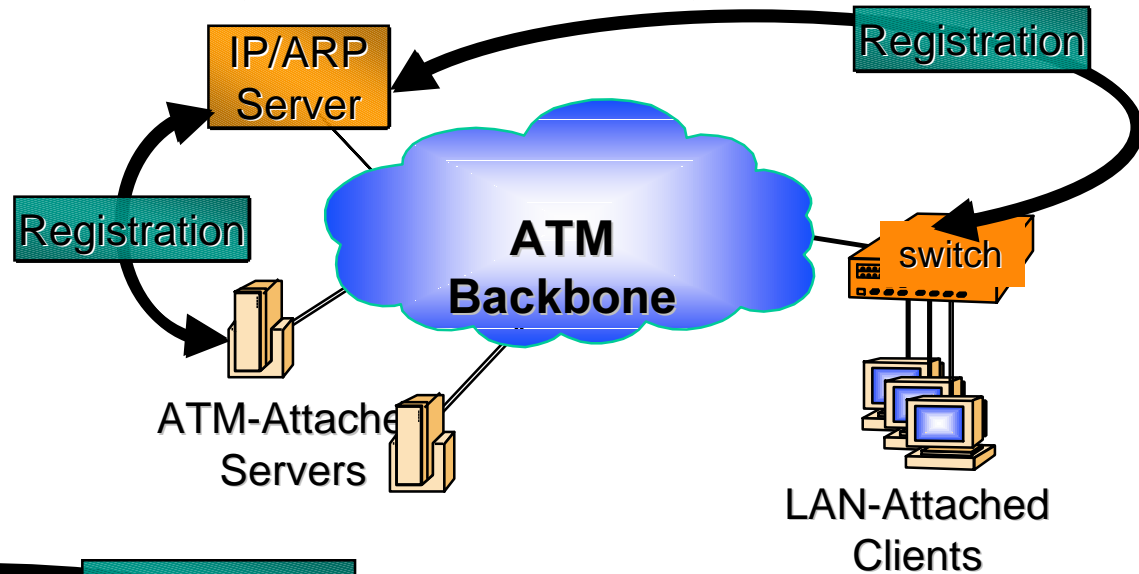 IP/ARP
Server
Registration
Registration
ATM
Backbone
switch
ATM-Attache
Servers
LAN-Attached
Clients